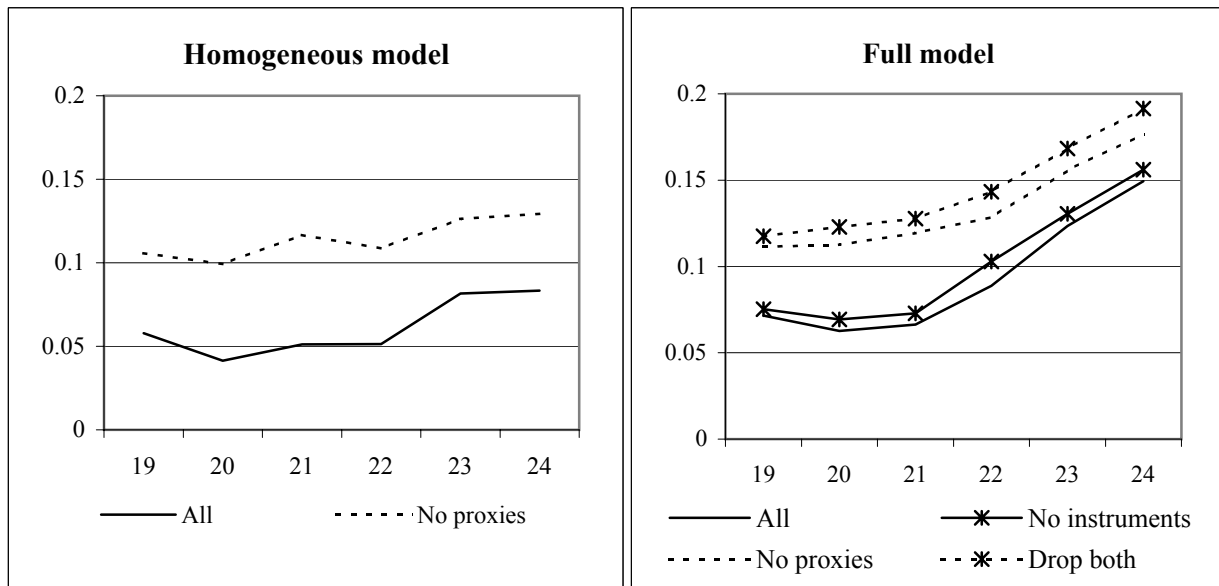 Homogeneous model
0.2
0.15
0.1
0.05
0
19 20 21 22 23 24
All No proxies
Full model
0.2
0.15
0.1
0.05
0
19 20 21 22 23 24
All No instruments
No proxies Drop both